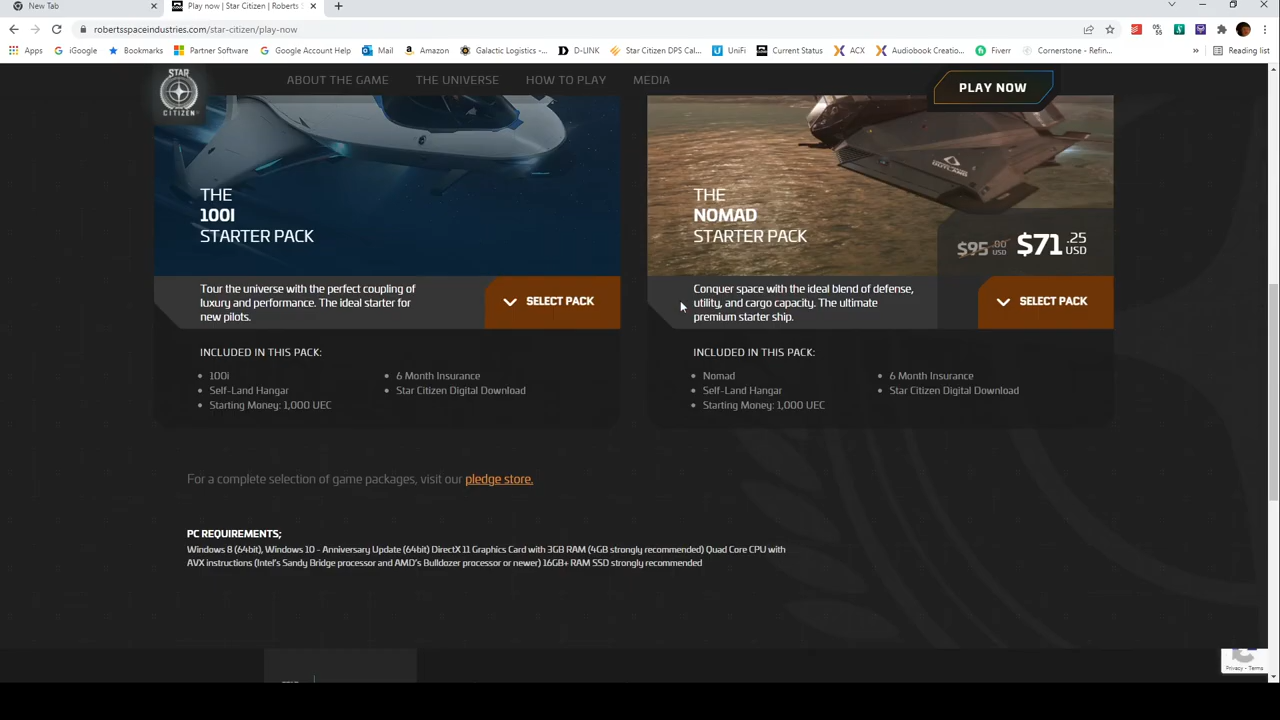 New Tab
Play now | Star Citizen | Roberts S
robertsspaceindustries.com/star-citizen/play-now
Apps
iGoogle
Bookmarks
Partner Software
Google Account Help
Mail
Amazon
Galactic Logistics -...
D-LINK
Star Citizen DPS Cal...
UniFi
Current Status
ACX
Audiobook Creatio...
Fiverr
Cornerstone - Refin...
»
Reading list
STAR
CITIZEN
ABOUT THE GAME
THE UNIVERSE
HOW TO PLAY
MEDIA
PLAY NOW
THE
100I
STARTER PACK
Tour the universe with the perfect coupling of
luxury and performance. The ideal starter for
new pilots.
SELECT PACK
INCLUDED IN THIS PACK:
• 100i
• Self-Land Hangar
• Starting Money: 1,000 UEC
• 6 Month Insurance
• Star Citizen Digital Download
THE
NOMAD
STARTER PACK
$95.00 USD
$71.25 USD
Conquer space with the ideal blend of defense,
utility, and cargo capacity. The ultimate
premium starter ship.
SELECT PACK
INCLUDED IN THIS PACK:
• Nomad
• Self-Land Hangar
• Starting Money: 1,000 UEC
• 6 Month Insurance
• Star Citizen Digital Download
For a complete selection of game packages, visit our pledge store.
PC REQUIREMENTS;
Windows 8 (64bit), Windows 10 - Anniversary Update (64bit) DirectX 11 Graphics Card with 3GB RAM (4GB strongly recommended) Quad Core CPU with
AVX instructions (Intel's Sandy Bridge processor and AMD's Bulldozer processor or newer) 16GB+ RAM SSD strongly recommended
Privacy - Terms